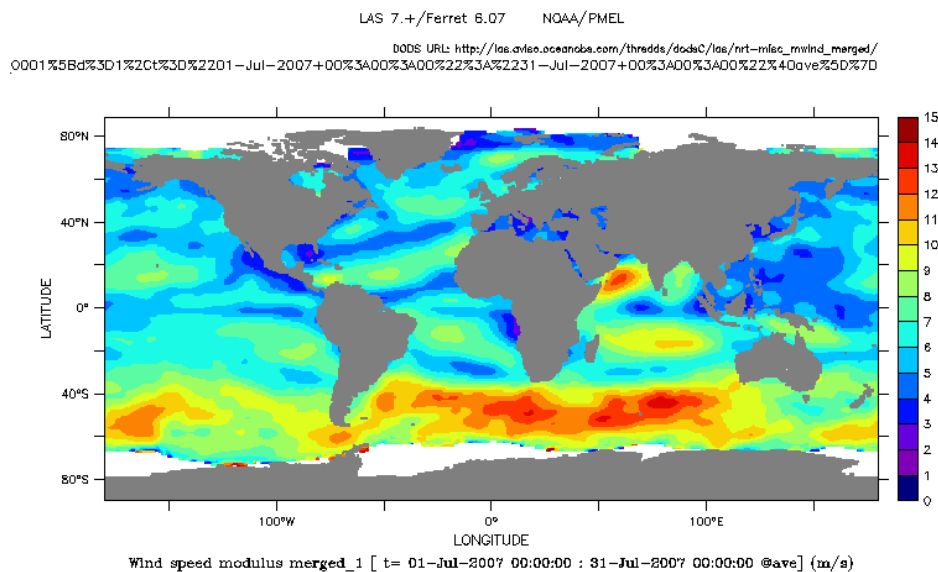 LAS 7.+/Ferret 6.07 NOAA/PMEL
DODS URL: http://las.aviso.oceanobs.com/thredds/dodsC/las/nrt-misc_mwind_merged/
0001%5Bd%3D1%2Ct%3D%2201-Jul-2007+00%3A00%3A00%22%3A%2231-Jul-2007+00%3A00%3A00%22%40ave%5D%7D
80°N
40°N
0°
40°S
80°S
LATITUDE
100°W
0°
100°E
LONGITUDE
15
14
13
12
11
10
9
8
7
6
5
4
3
2
1
0
Wind speed modulus merged_1 [ t= 01-Jul-2007 00:00:00 : 31-Jul-2007 00:00:00 @ave] (m/s)